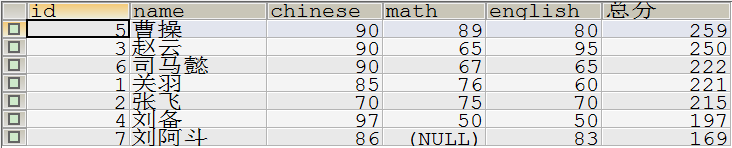 id name chinese math english 总分
5 曹操 90 89 80 259
3 赵云 90 65 95 250
6 司马懿 90 67 65 222
1 关羽 85 76 60 221
2 张飞 70 75 70 215
4 刘备 97 50 50 197
7 刘阿斗 86 (NULL) 83 169